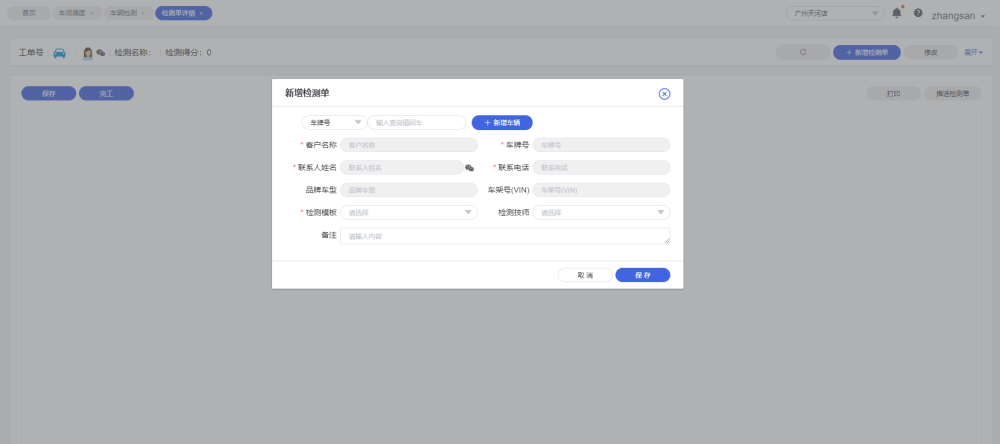 首页 车间调度 车辆检测 检测单详情 广州天河店 zhangsan
工单号 检测名称: 检测得分: 0 + 新增检测单 修改 展开
保存 完工 打印 推送检测单
新增检测单
车牌号 + 新增车辆
* 客户名称 客户名称 * 车牌号 车牌号
* 联系人姓名 联系人姓名 * 联系电话 联系电话
品牌车型 品牌车型 车架号(VIN) 车架号(VIN)
* 检测模板 请选择 检测技师 请选择
备注 请输入内容
取 消 保 存